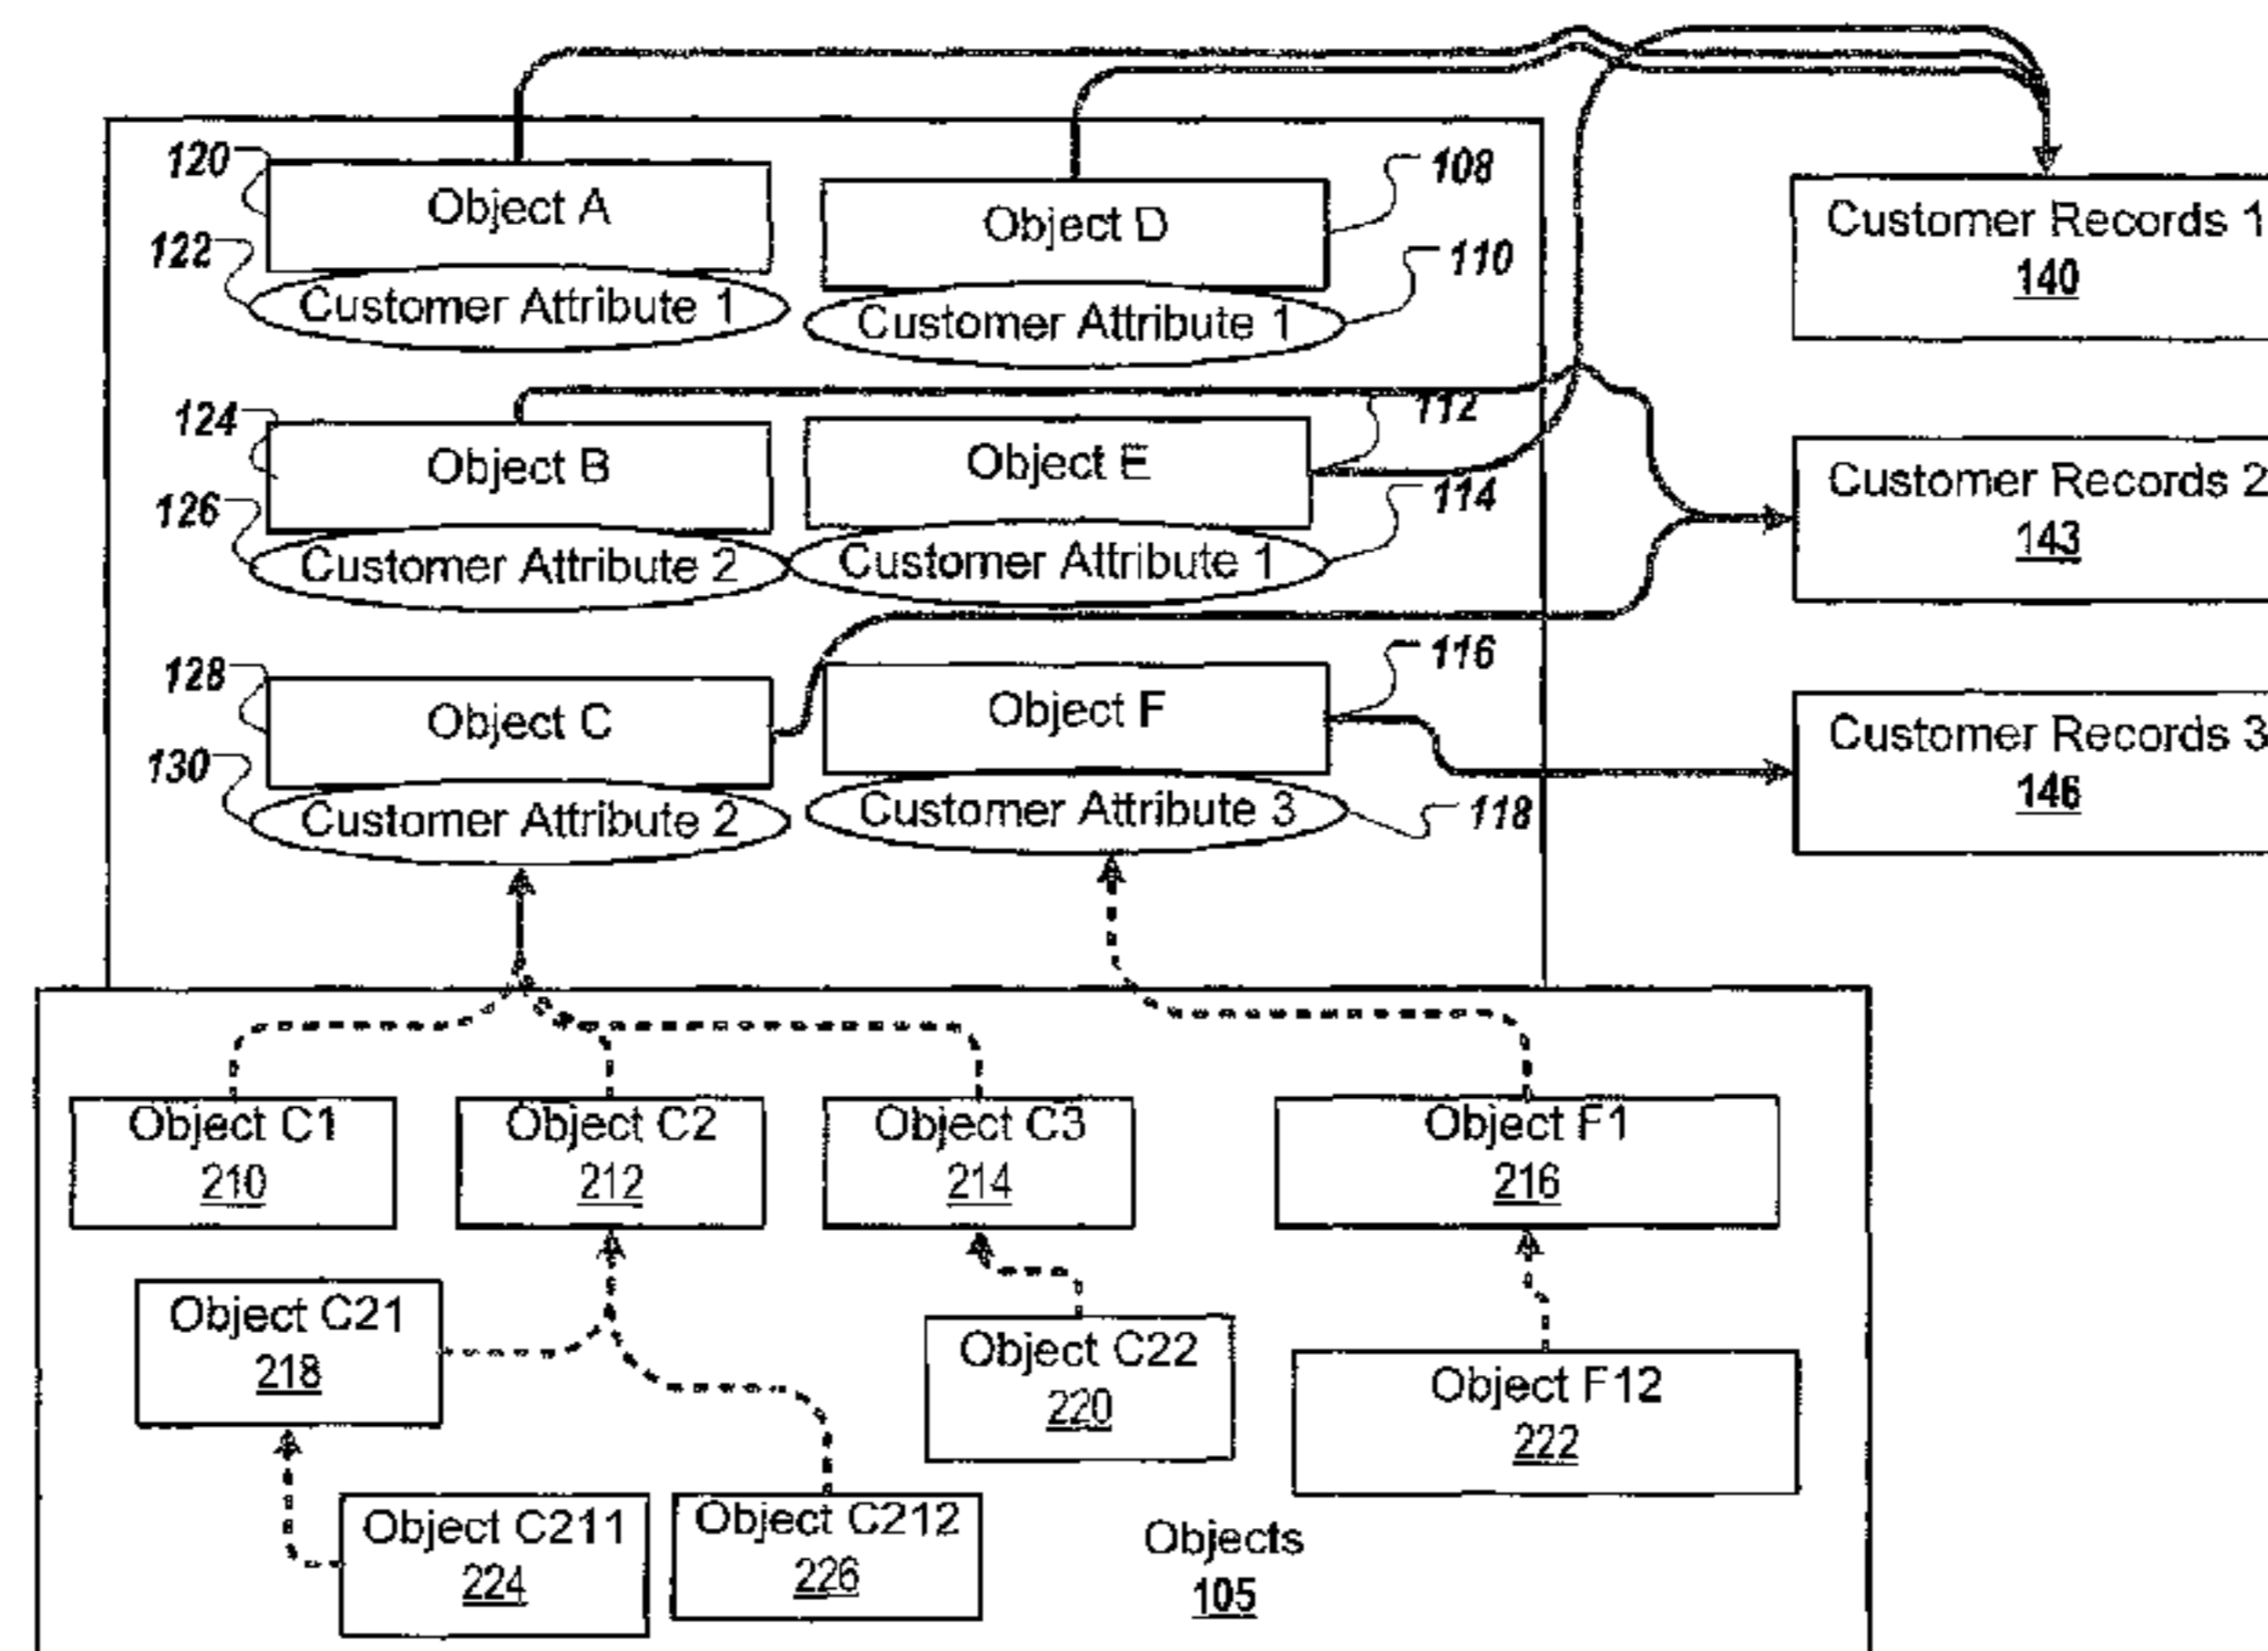 120
Object A
108
Object D
Customer Records 1
140
122
Customer Attribute 1
110
Customer Attribute 1
124
Object B
112
Object E
Customer Records 2
143
126
Customer Attribute 2
Customer Attribute 1
114
128
Object C
116
Object F
Customer Records 3
146
130
Customer Attribute 2
Customer Attribute 3
118
Object C1
210
Object C2
212
Object C3
214
Object F1
216
Object C21
218
Object C22
220
Object F12
222
Object C211
224
Object C212
226
Objects
105